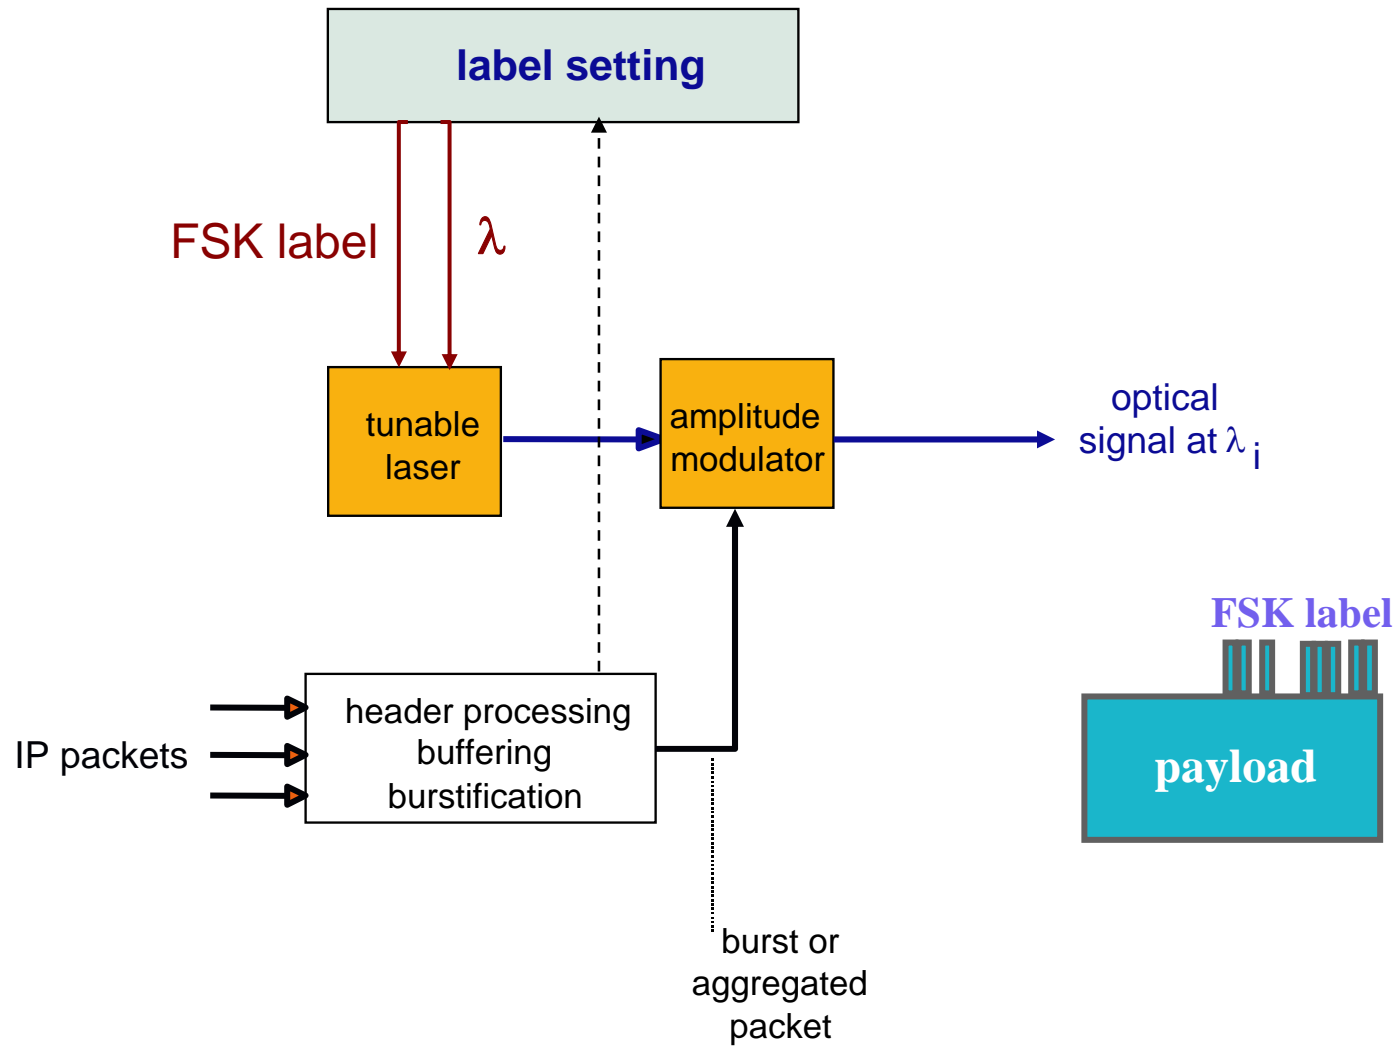 label setting
FSK label
λ
tunable
laser
amplitude
modulator
optical
signal at λ i
FSK label
payload
IP packets
header processing
buffering
burstification
burst or
aggregated
packet